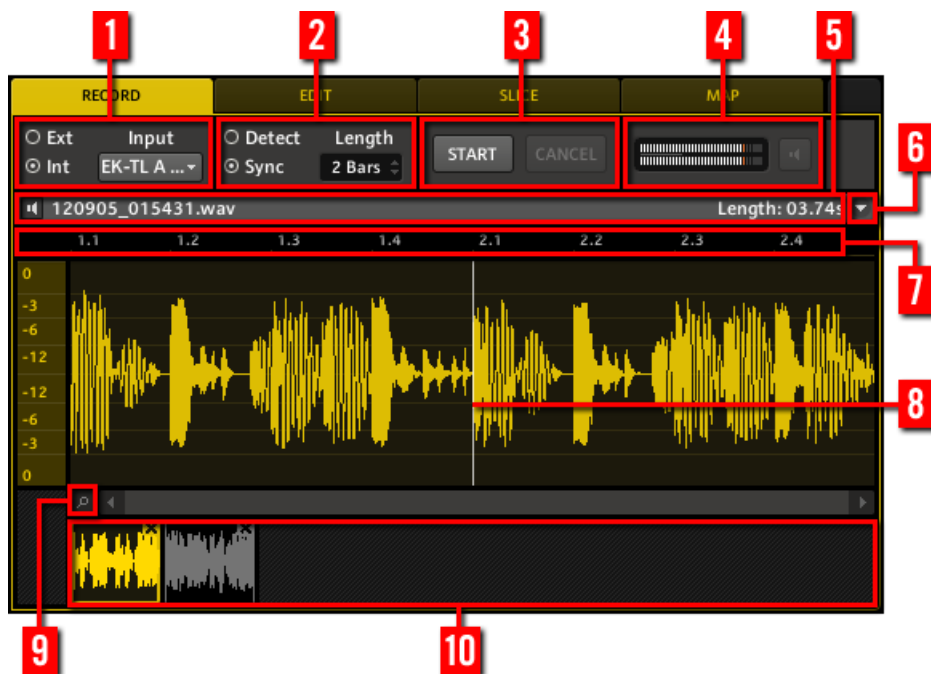 1 2 3 4 5
RECORD EDIT SLICE MAP
Ext Input Detect Length
START CANCEL
Int EK-TL A ... Sync 2 Bars
6
120905_015431.wav Length: 03.74s
1.1 1.2 1.3 1.4 2.1 2.2 2.3 2.4
7
0
-3
-6
-12
-12
8
-6
-3
0
9 10